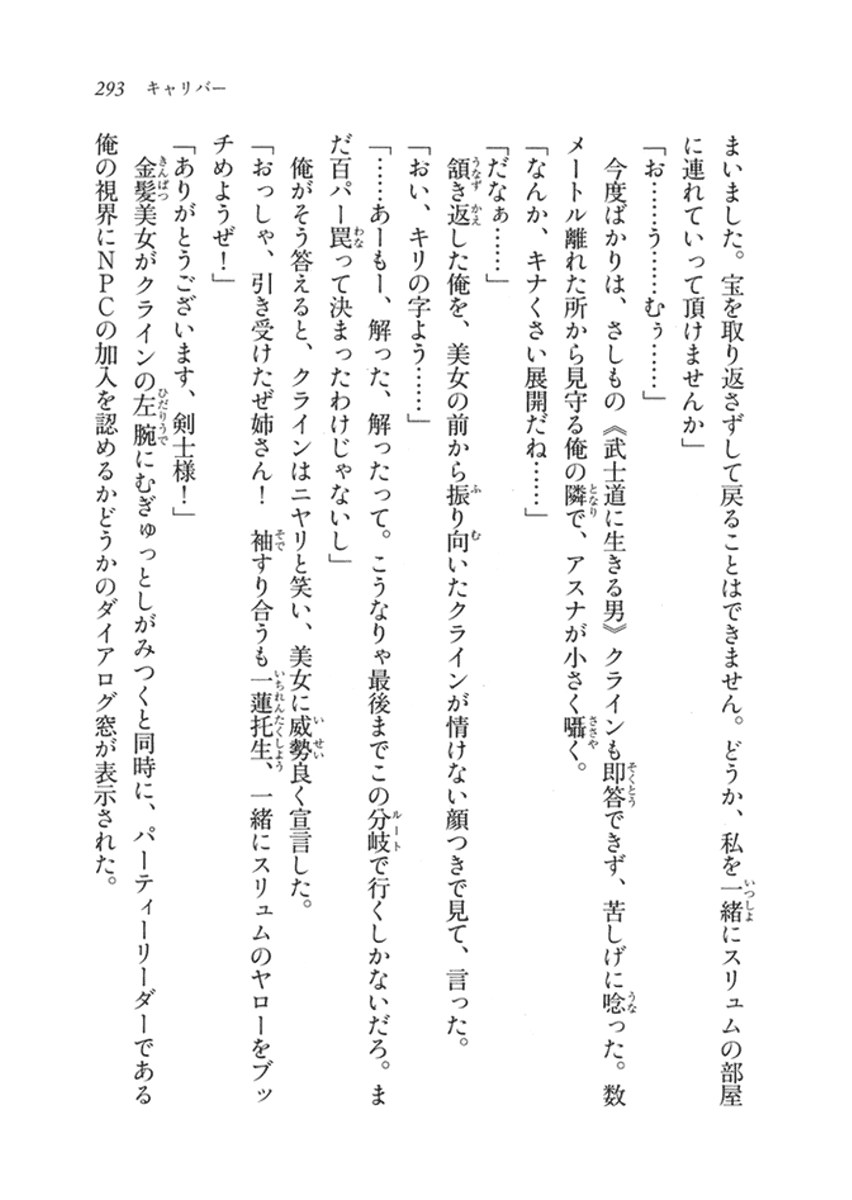 293 キャリバー
まいました。宝を取り返さずして戻ることはできません。どうか、私を一緒にスリュムの部屋
に連れていって頂けませんか」
「お……う……むぅ……」
今度ばかりは、さしもの《武士道に生きる男》クラインも即答できず、苦しげに唸った。数
メートル離れた所から見守る俺の隣で、アスナが小さく囁く。
「なんか、キナくさい展開だね……」
「だなぁ……」
頷き返した俺を、美女の前から振り向いたクラインが情けない顔つきで見て、言った。
「おい、キリの字よう……」
「……あーもー、解った、解ったって。こうなりゃ最後までこの分岐で行くしかないだろ。ま
だ百パー罠って決まったわけじゃないし」
俺がそう答えると、クラインはニヤリと笑い、美女に威勢良く宣言した。
「おっしゃ、引き受けたぜ姉さん！　袖すり合うも一蓮托生、一緒にスリュムのヤローをブッ
チめようぜ！」
「ありがとうございます、剣士様！」
金髪美女がクラインの左腕にむぎゅっとしがみつくと同時に、パーティーリーダーである
俺の視界にＮＰＣの加入を認めるかどうかのダイアログ窓が表示された。